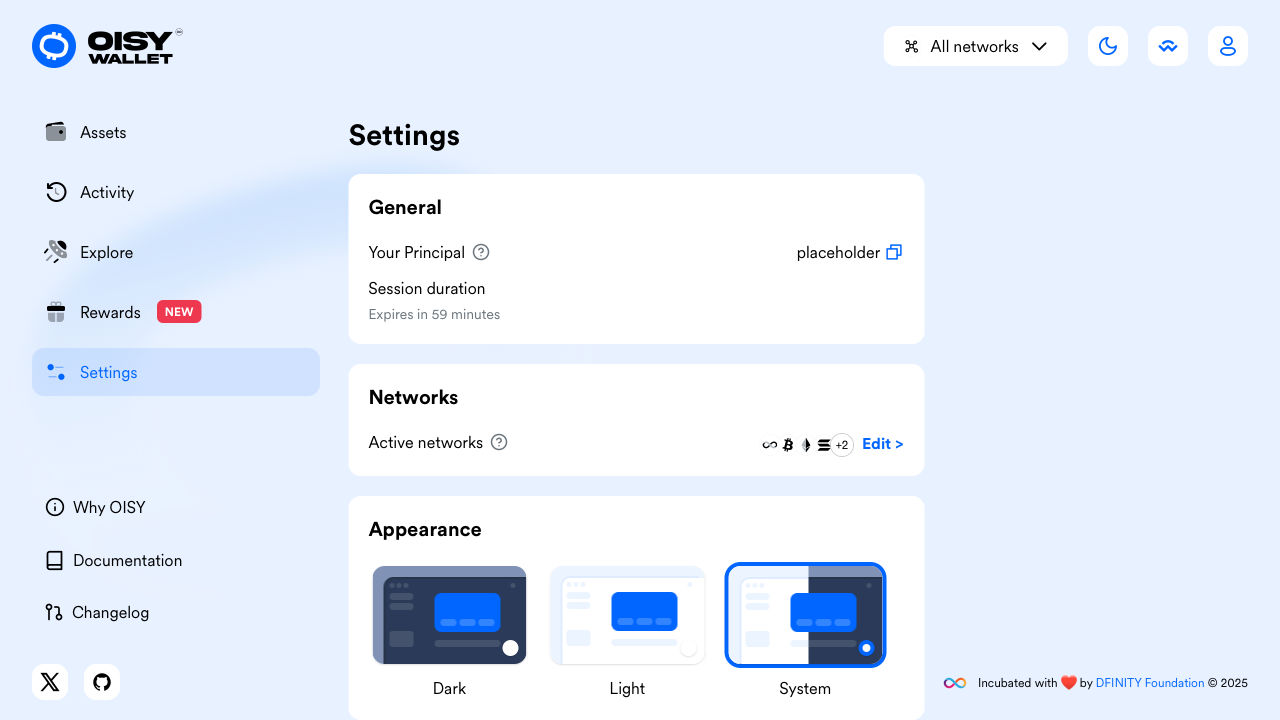 OISY
WALLET
All networks
Assets
Activity
Explore
Rewards NEW
Settings
Why OISY
Documentation
Changelog
Settings
General
Your Principal
placeholder
Session duration
Expires in 59 minutes
Networks
Active networks
+2 Edit >
Appearance
Dark
Light
System
Incubated with ❤️ by DFINITY Foundation © 2025